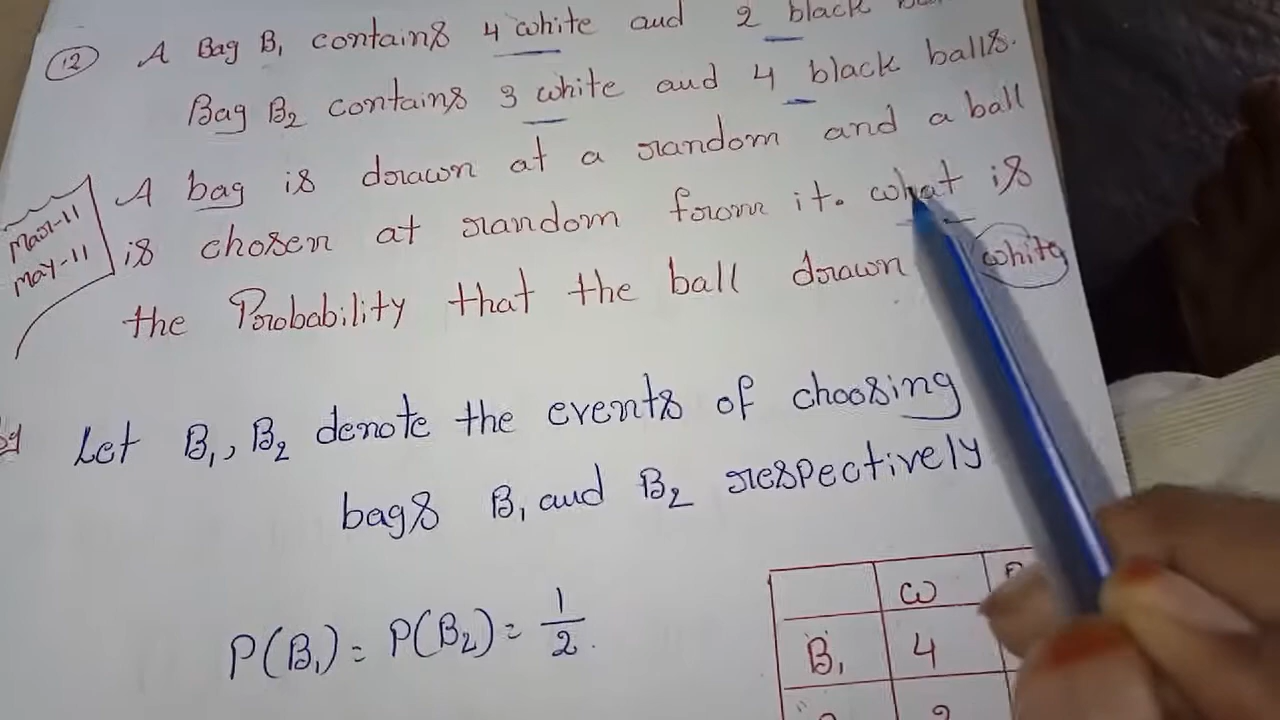 12 A Bag B1 contains 4 white and 2 black
Bag B2 contains 3 white and 4 black balls.
A bag is drawn at a random and a ball
is chosen at random from it. what is
the Probability that the ball drawn white
Mar-11
May-11
Let B1, B2 denote the events of choosing
bags B1 and B2 respectively
P(B1) = P(B2) = 1/2.
W
B1 4